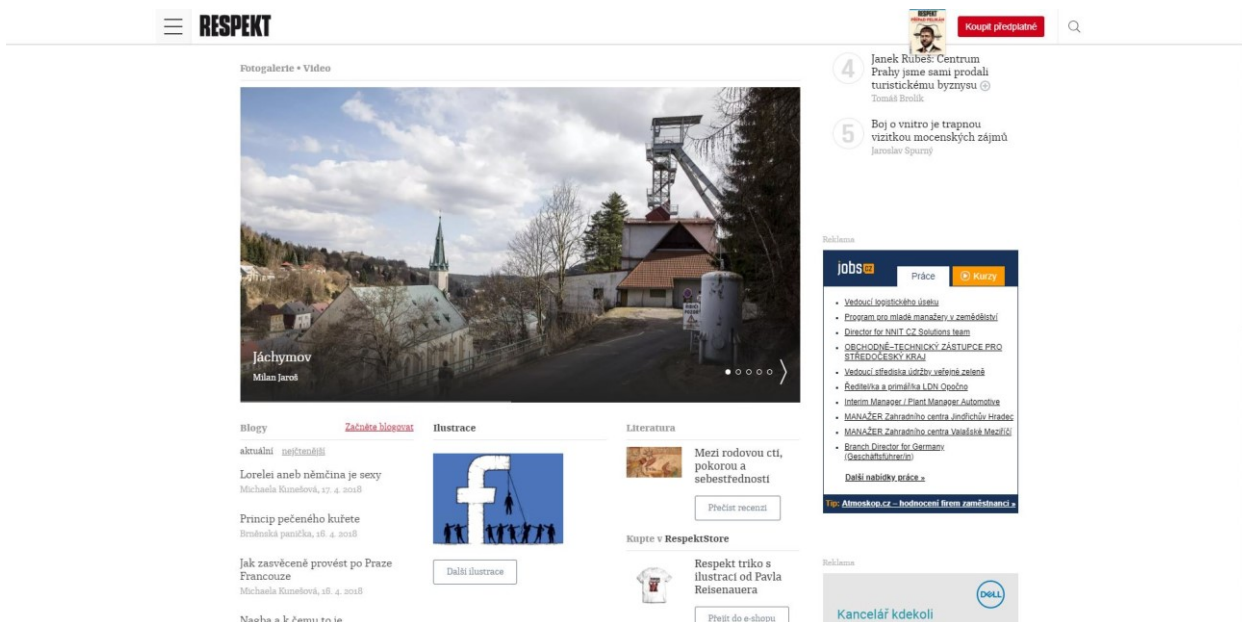 RESPEKT
RESPEKT
Koupit předplatné
Fotogalerie • Video
Jáchymov
Milan Jaroš
Blogy
Začněte blogovat
aktuální nejčtenější
Lorelei aneb němčina je sexy
Michaela Kunešová, 17. 4. 2018
Princip pečeného kuřete
Brněnská panička, 16. 4. 2018
Jak zasvěceně provést po Praze
Francouze
Michaela Kunešová, 18. 4. 2018
Ilustrace
Další ilustrace
Literatura
Mezi rodovou ctí,
pokorou a
sebestředností
Přečíst recenzi
Kupte v RespektStore
Respekt triko s
ilustrací od Pavla
Reisenauera
Přejít do e-shopu
4
Janek Rubeš: Centrum
Prahy jsme sami prodali
turistickému byznysu
Tomáš Brolík
5
Boj o vnitro je trapnou
vizitkou mocenských zájmů
Jaroslav Spurný
Reklama
jobs cz
Práce
Kurzy
Vedoucí logistického úseku
Program pro mladé manažery v zemědělství
Director for NNIT CZ Solutions team
OBCHODNĚ–TECHNICKÝ ZÁSTUPCE PRO
STŘEDOČESKÝ KRAJ
Vedoucí střediska údržby veřejné zeleně
Ředitel/ka a primář/ka LDN Opočno
Interim Manager / Plant Manager Automotive
MANAŽER Zahradního centra Jindřichův Hradec
MANAŽER Zahradního centra Valašské Meziříčí
Branch Director for Germany
(Geschäftsführer/in)
Další nabídky práce »
Tip: Atmoskop.cz – hodnocení firem zaměstnanci »
Reklama
DELL
Kancelář kdekoli